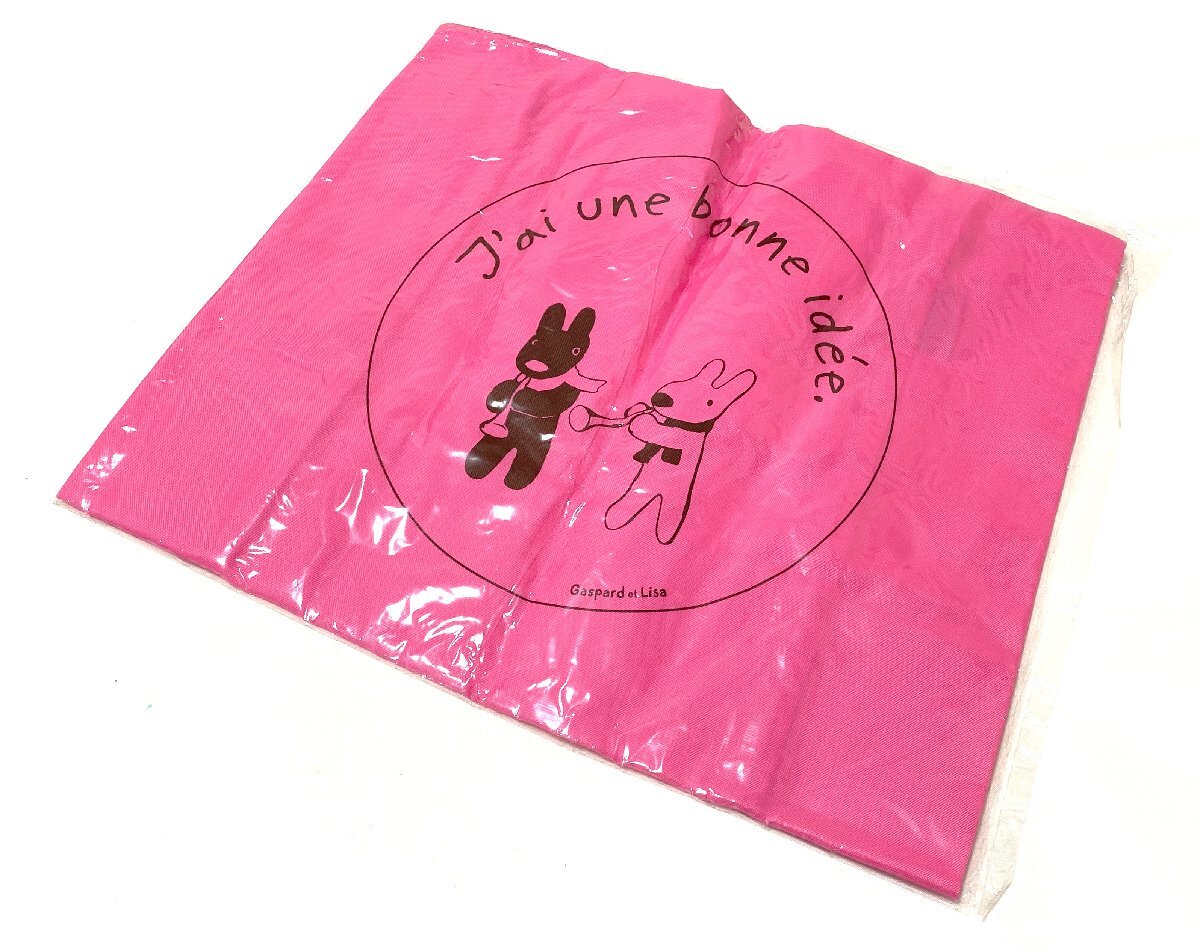 J'ai une bonne idée.
Gaspard et Lisa